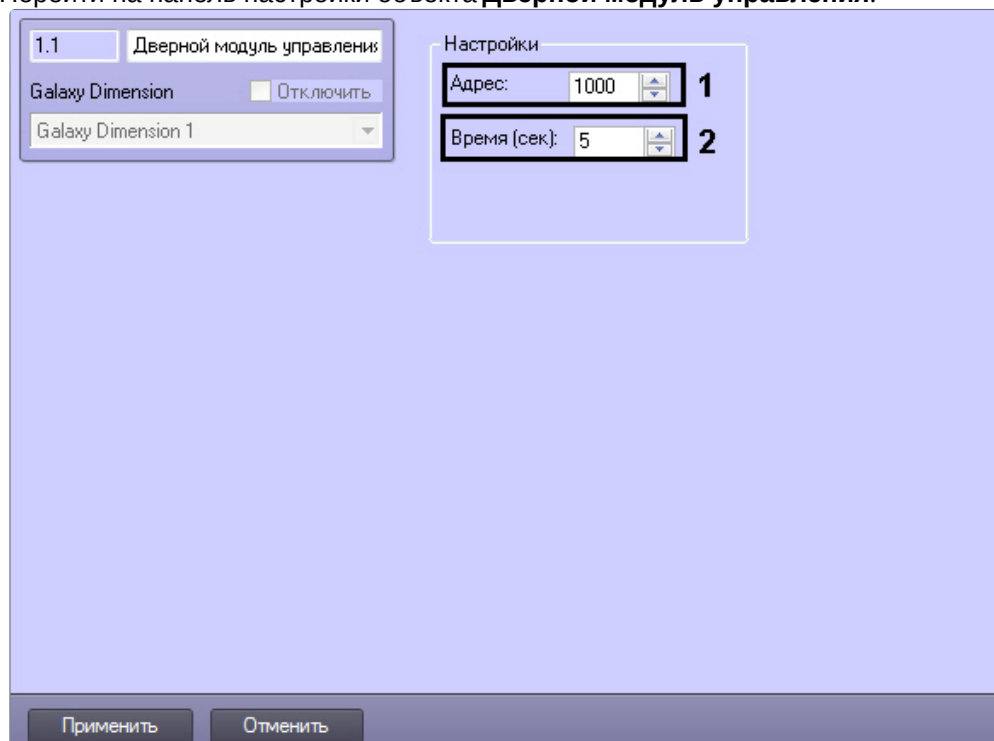 Перейти на панель настройки объекта Дверной модуль управления.
1.1
Дверной модуль управления
Galaxy Dimension
Отключить
Galaxy Dimension 1
Настройки
Адрес:
1000
1
Время (сек):
5
2
Применить
Отменить